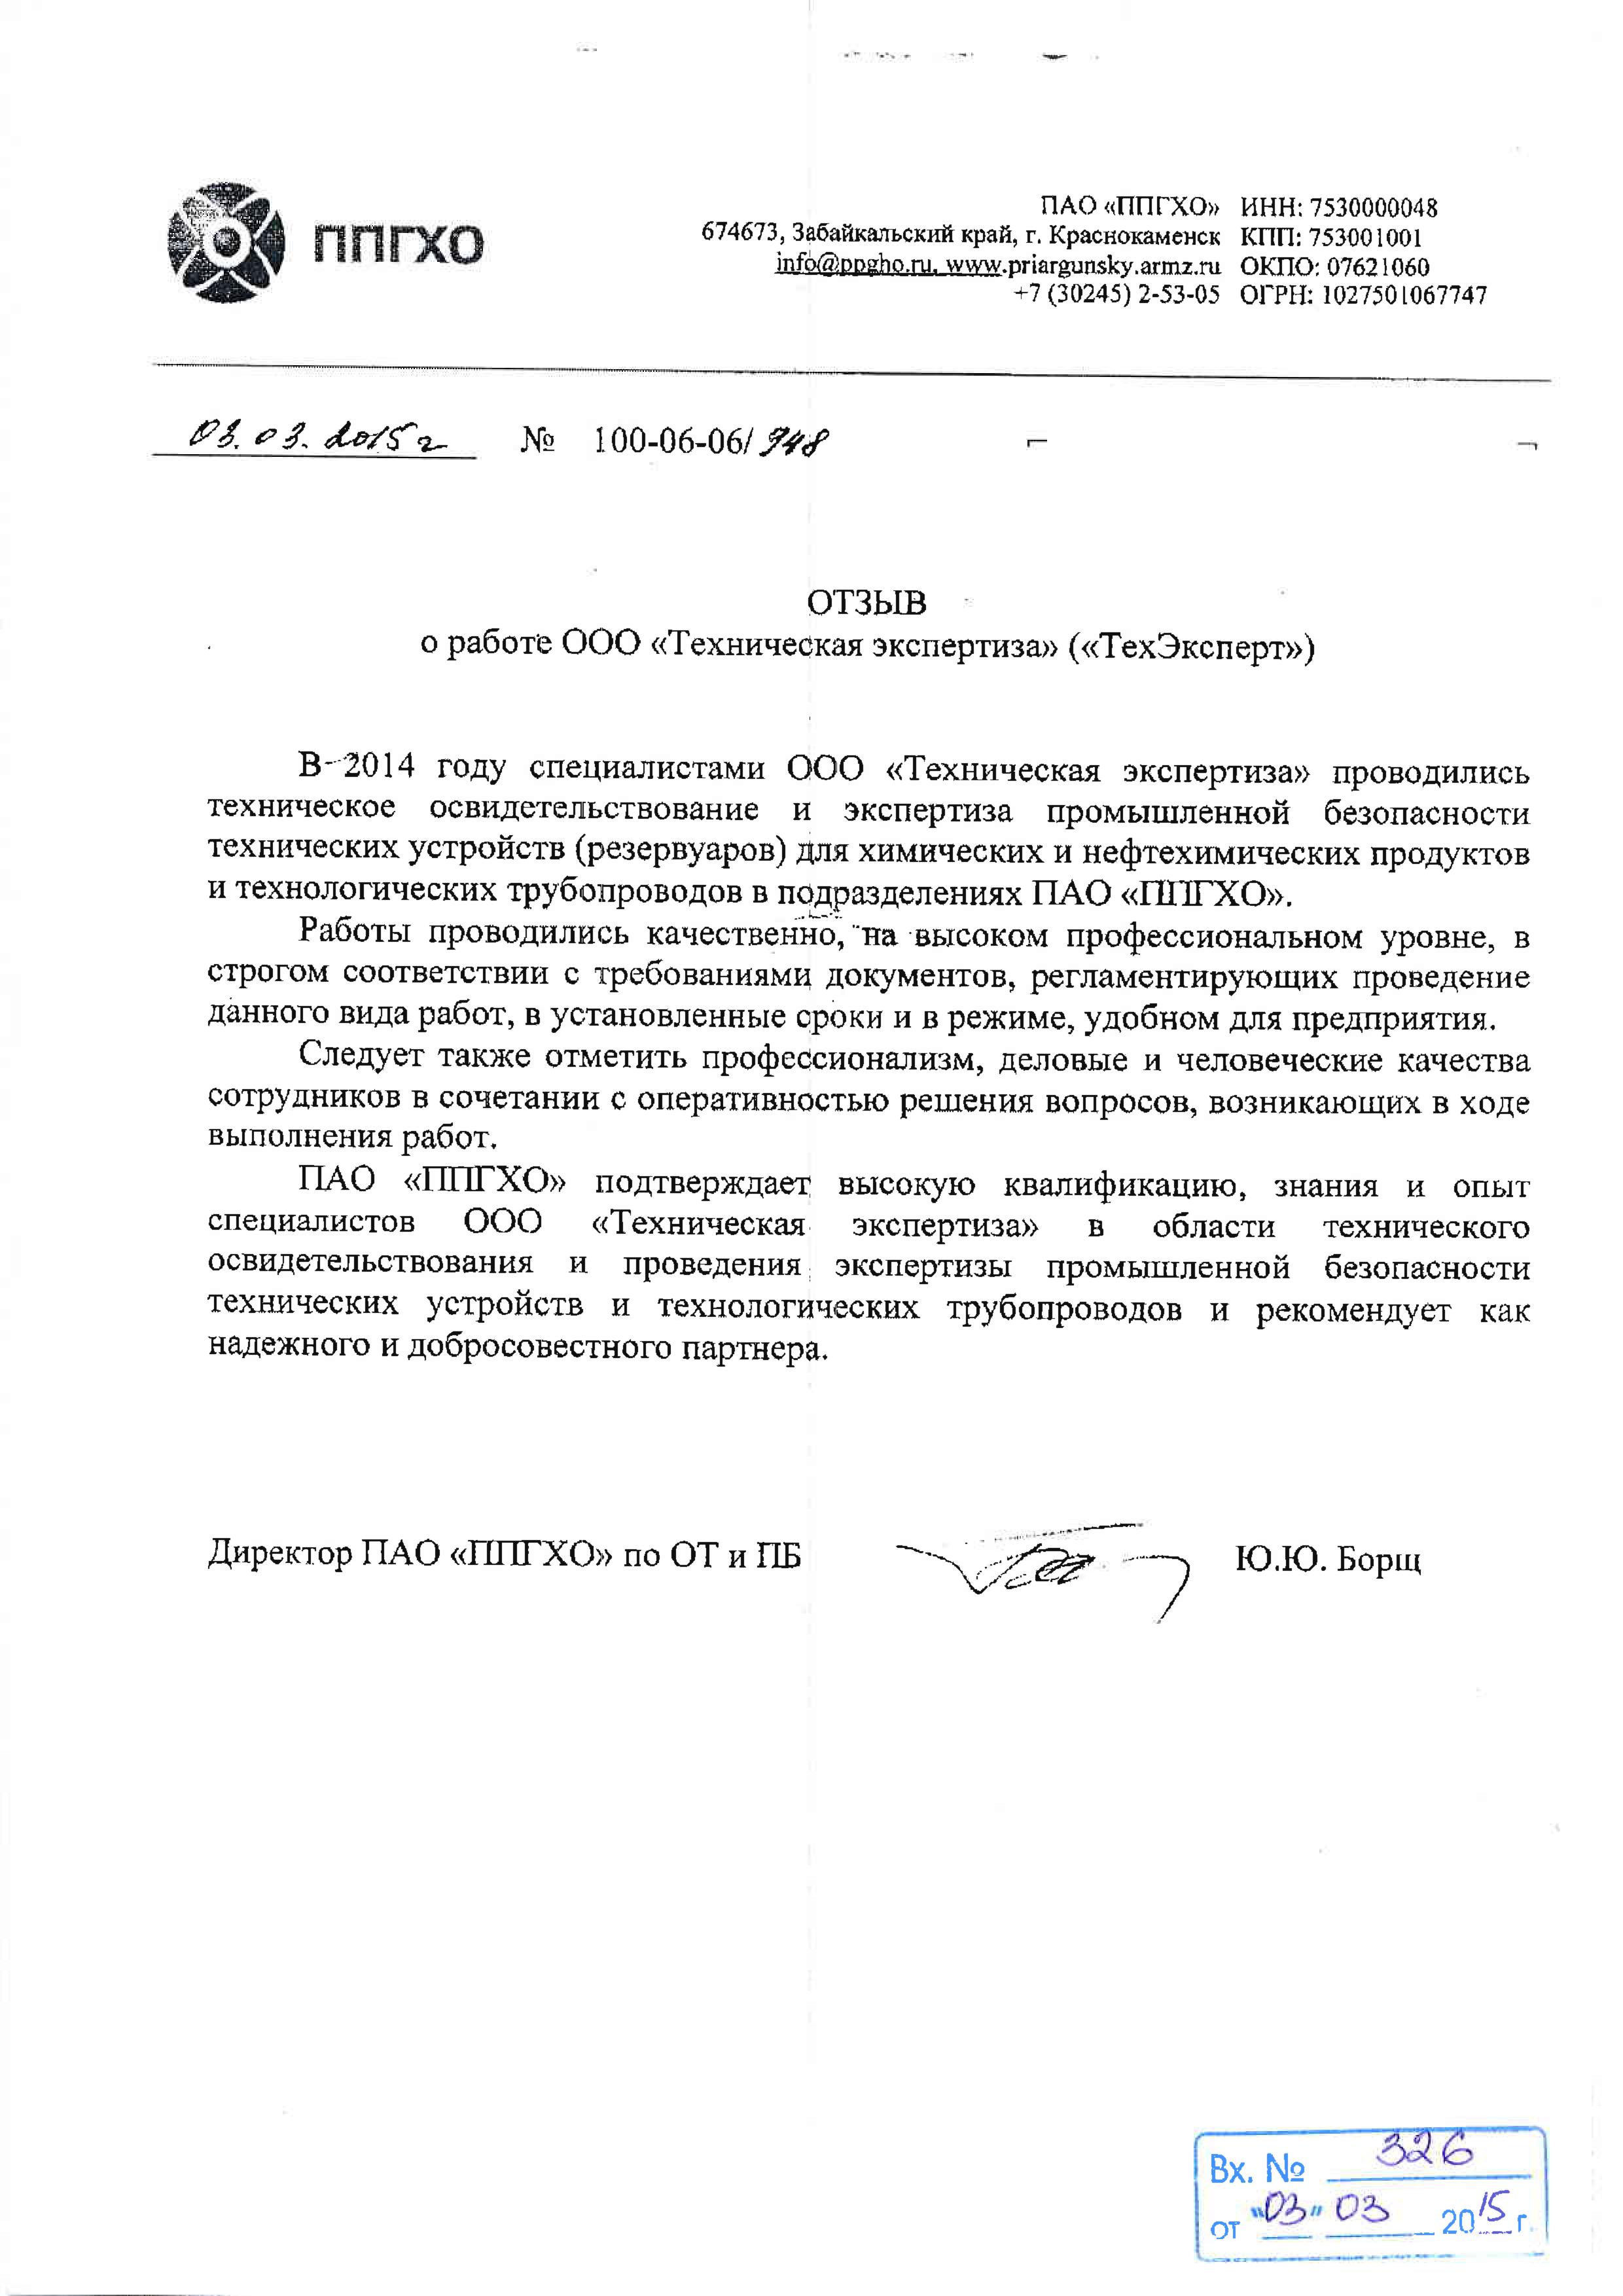 ППГХО
ПАО «ППГХО» ИНН: 7530000048
674673, Забайкальский край, г. Краснокаменск КПП: 753001001
info@ppgho.ru, www.priargunsky.armz.ru ОКПО: 07621060
+7 (30245) 2-53-05 ОГРН: 1027501067747
03.03.2015г № 100-06-06/948
ОТЗЫВ
о работе ООО «Техническая экспертиза» («ТехЭксперт»)
В 2014 году специалистами ООО «Техническая экспертиза» проводились
техническое освидетельствование и экспертиза промышленной безопасности
технических устройств (резервуаров) для химических и нефтехимических продуктов
и технологических трубопроводов в подразделениях ПАО «ППГХО».
Работы проводились качественно, на высоком профессиональном уровне, в
строгом соответствии с требованиями документов, регламентирующих проведение
данного вида работ, в установленные сроки и в режиме, удобном для предприятия.
Следует также отметить профессионализм, деловые и человеческие качества
сотрудников в сочетании с оперативностью решения вопросов, возникающих в ходе
выполнения работ.
ПАО «ППГХО» подтверждает высокую квалификацию, знания и опыт
специалистов ООО «Техническая экспертиза» в области технического
освидетельствования и проведения экспертизы промышленной безопасности
технических устройств и технологических трубопроводов и рекомендует как
надежного и добросовестного партнера.
Директор ПАО «ППГХО» по ОТ и ПБ Ю.Ю. Борщ
Вх. № 326
от "03" 03 2015 г.